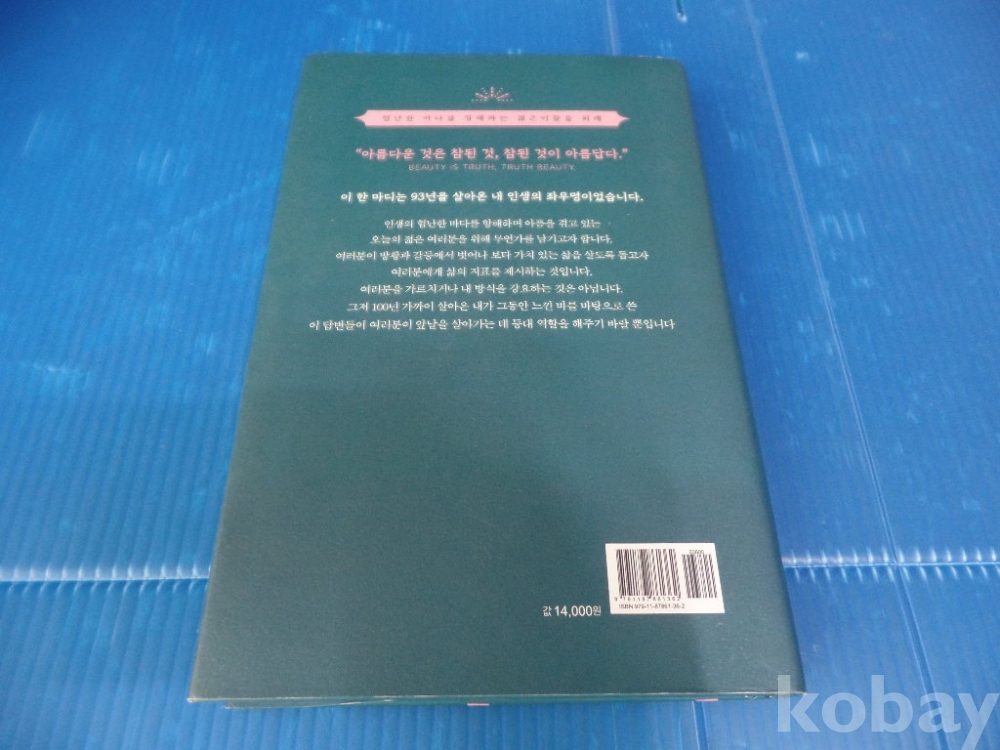 험난한 바다를 항해하는 젊은이들을 위해
"아름다운 것은 참된 것, 참된 것이 아름답다."
BEAUTY IS TRUTH, TRUTH BEAUTY
이 한 마디는 93년을 살아온 내 인생의 좌우명이었습니다.
인생의 험난한 바다를 항해하며 아픔을 겪고 있는
오늘의 젊은 여러분을 위해 무언가를 남기고자 합니다.
여러분이 방황과 갈등에서 벗어나 보다 가치 있는 삶을 살도록 돕고자
여러분에게 삶의 지표를 제시하는 것입니다.
여러분을 가르치거나 내 방식을 강요하는 것은 아닙니다.
그저 100년 가까이 살아온 내가 그동안 느낀 바를 바탕으로 쓴
이 답변들이 여러분이 앞날을 살아가는 데 등대 역할을 해주기 바랄 뿐입니다
값 14,000원
ISBN 979-11-87861-36-2
kobay